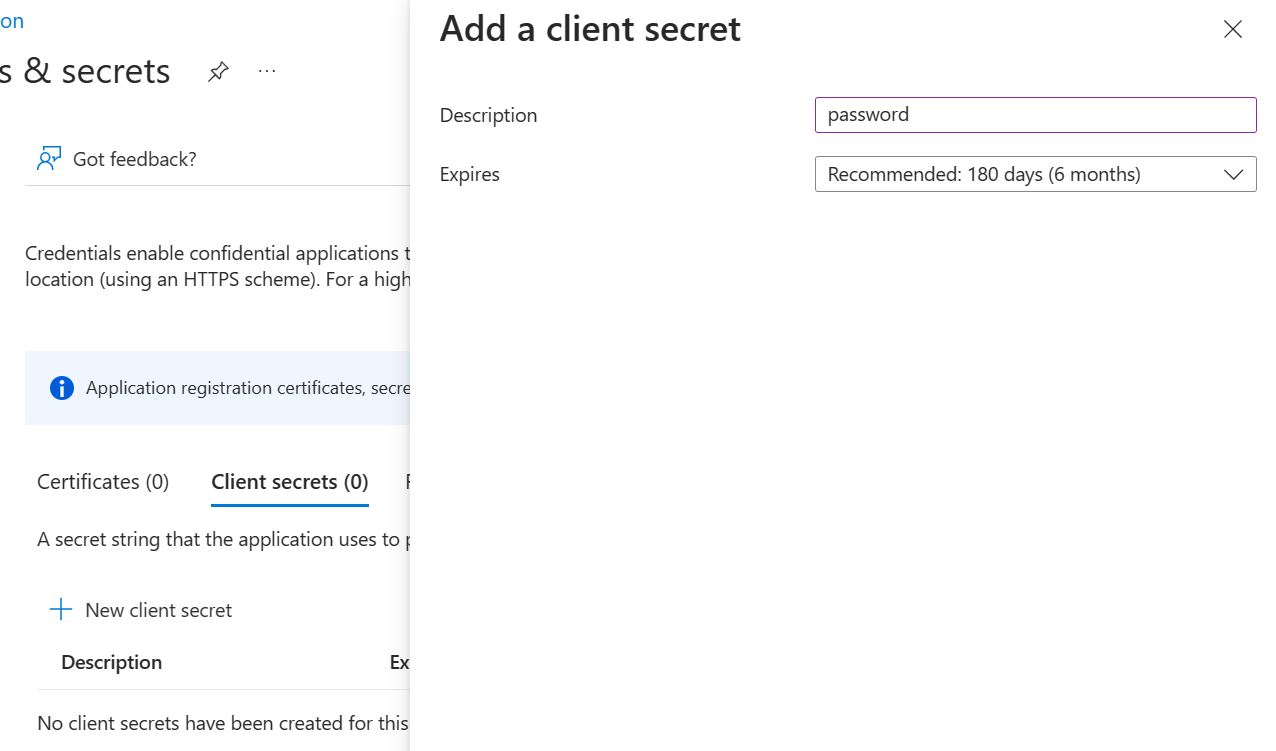 on
s & secrets
Got feedback?
Credentials enable confidential applications t
location (using an HTTPS scheme). For a high
Application registration certificates, secre
Certificates (0) Client secrets (0)
A secret string that the application uses to p
New client secret
Description Ex
No client secrets have been created for this
Add a client secret
Description password
Expires Recommended: 180 days (6 months)